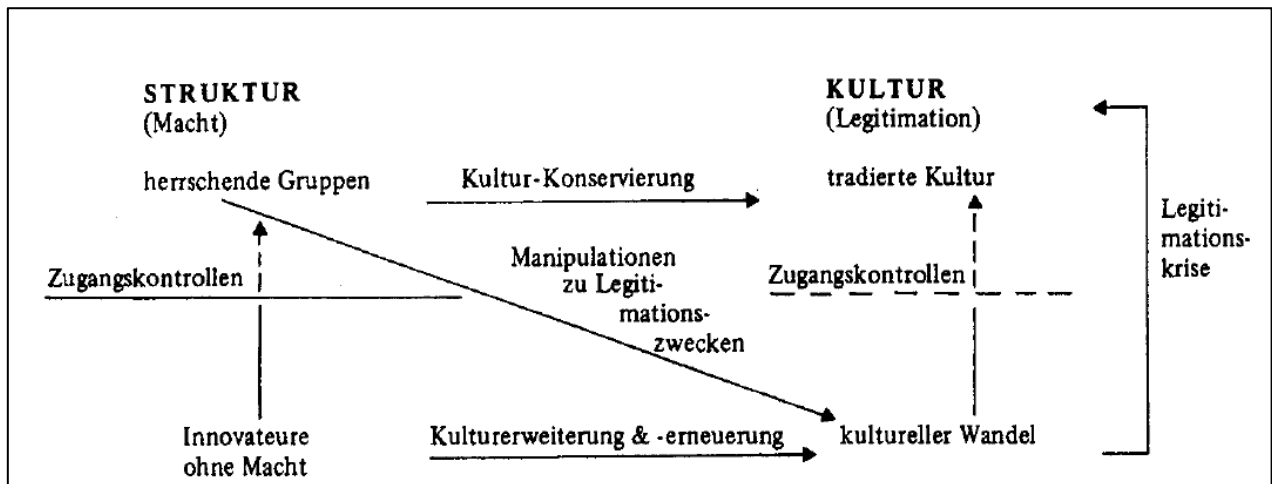 STRUKTUR
(Macht)
KULTUR
(Legitimation)
herrschende Gruppen
Kultur-Konservierung
tradierte Kultur
Legiti-
mations-
krise
Zugangskontrollen
Manipulationen
zu Legiti-
mations-
zwecken
Zugangskontrollen
Innovateure
ohne Macht
Kulturerweiterung & -erneuerung
kultureller Wandel